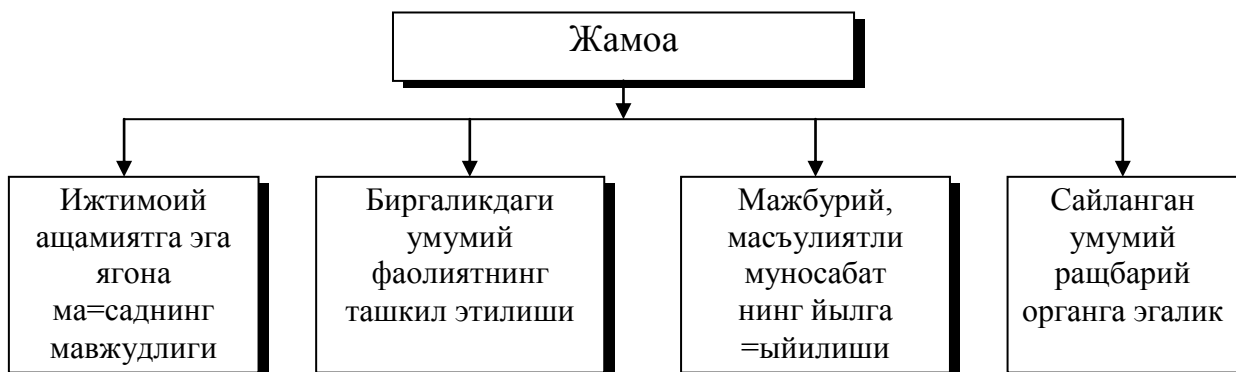 Жамоа
Ижтимоий
ащамиятга эга
ягона
ма=саднинг
мавжудлиги
Биргаликдаги
умумий
фаолиятнинг
ташкил этилиши
Мажбурий,
масъулиятли
муносабат
нинг йылга
=ыйилиши
Сайланган
умумий
ращбарий
органга эгалик